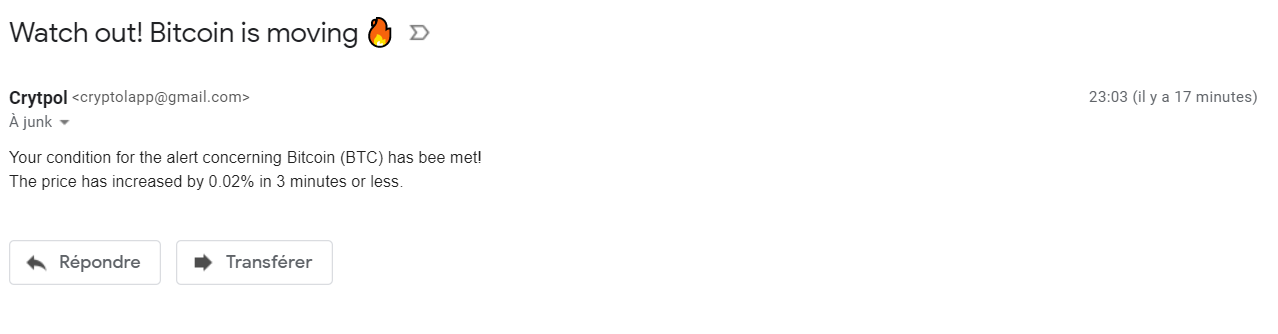 Watch out! Bitcoin is moving 🔥
Crytpol <cryptolapp@gmail.com> 23:03 (il y a 17 minutes)
À junk
Your condition for the alert concerning Bitcoin (BTC) has bee met!
The price has increased by 0.02% in 3 minutes or less.
Répondre Transférer